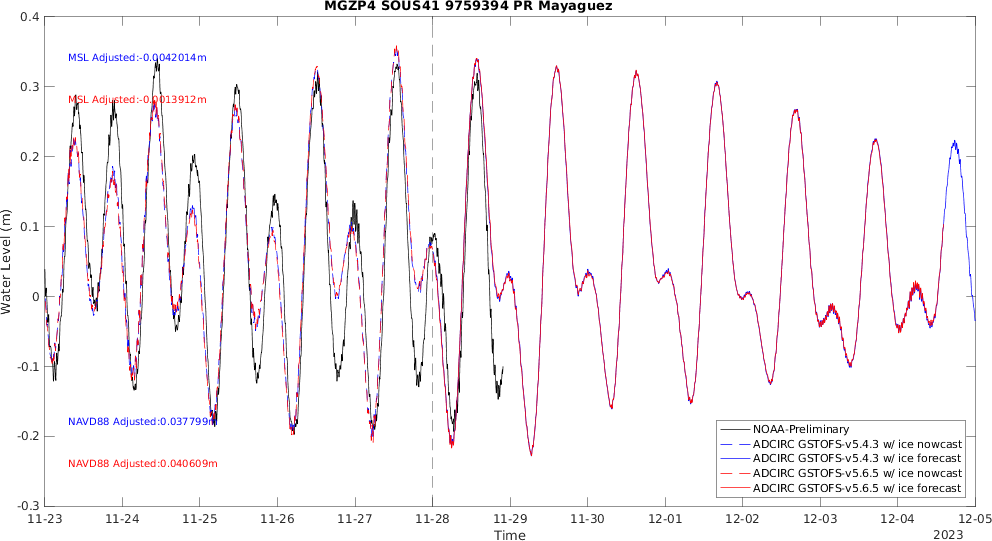 MGZP4 SOUS41 9759394 PR Mayaguez
0.4
0.3
0.2
0.1
0
-0.1
-0.2
-0.3
Water Level (m)
MSL Adjusted:-0.0042014m
MSL Adjusted:-0.0013912m
NAVD88 Adjusted:0.037799m
NAVD88 Adjusted:0.040609m
NOAA-Preliminary
ADCIRC GSTOFS-v5.4.3 w/ ice nowcast
ADCIRC GSTOFS-v5.4.3 w/ ice forecast
ADCIRC GSTOFS-v5.6.5 w/ ice nowcast
ADCIRC GSTOFS-v5.6.5 w/ ice forecast
11-23 11-24 11-25 11-26 11-27 11-28 11-29 11-30 12-01 12-02 12-03 12-04 12-05
Time
2023